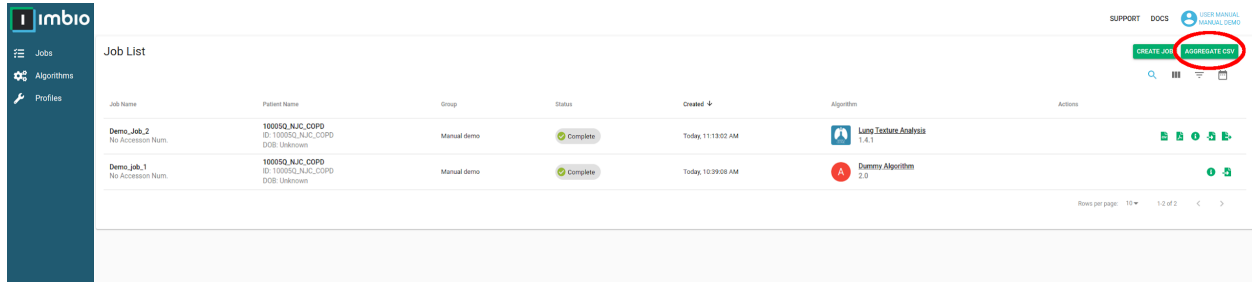 imbio
SUPPORT DOCS USER MANUAL
MANUAL DEMO
Jobs
Algorithms
Profiles
Job List
CREATE JOB AGGREGATE CSV
Job Name Patient Name Group Status Created Algorithm Actions
Demo_Job_2 10005Q_NJC_COPD Manual demo Complete Today, 11:13:02 AM Lung Texture Analysis
No Accesson Num. ID: 10005Q_NJC_COPD 1.4.1
DOB: Unknown
Demo_job_1 10005Q_NJC_COPD Manual demo Complete Today, 10:39:08 AM A Dummy Algorithm
No Accesson Num. ID: 10005Q_NJC_COPD 2.0
DOB: Unknown
Rows per page: 10 1-2 of 2